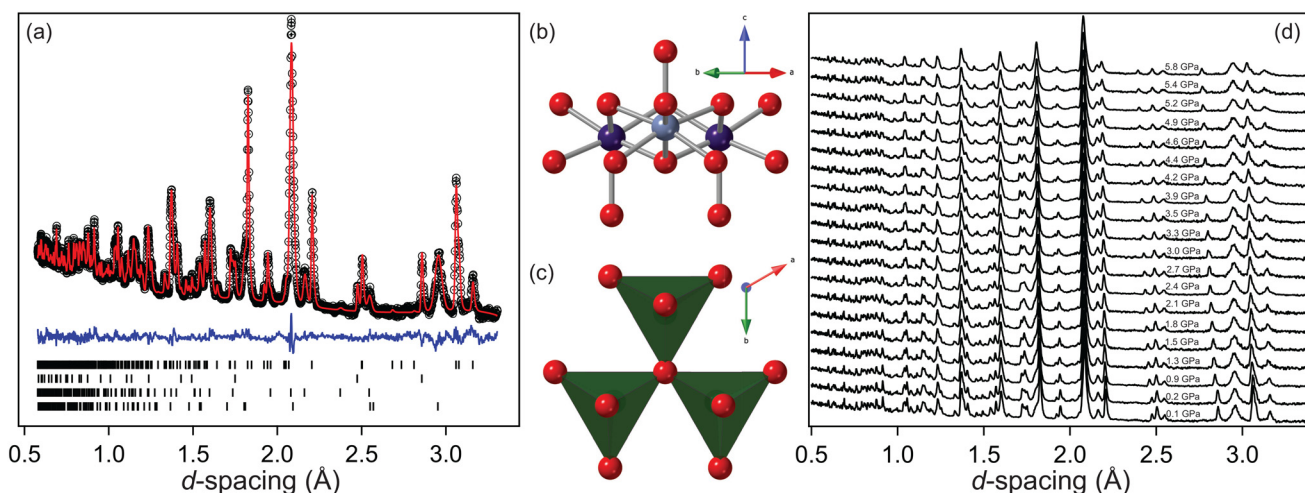 (a)
0.5 1.0 1.5 2.0 2.5 3.0
d-spacing (Å)
(b)
c
b a
(c)
a
b
(d)
5.8 GPa
5.4 GPa
5.2 GPa
4.9 GPa
4.6 GPa
4.4 GPa
4.2 GPa
3.9 GPa
3.5 GPa
3.3 GPa
3.0 GPa
2.7 GPa
2.4 GPa
2.1 GPa
1.8 GPa
1.5 GPa
1.3 GPa
0.9 GPa
0.2 GPa
0.1 GPa
0.5 1.0 1.5 2.0 2.5 3.0
d-spacing (Å)